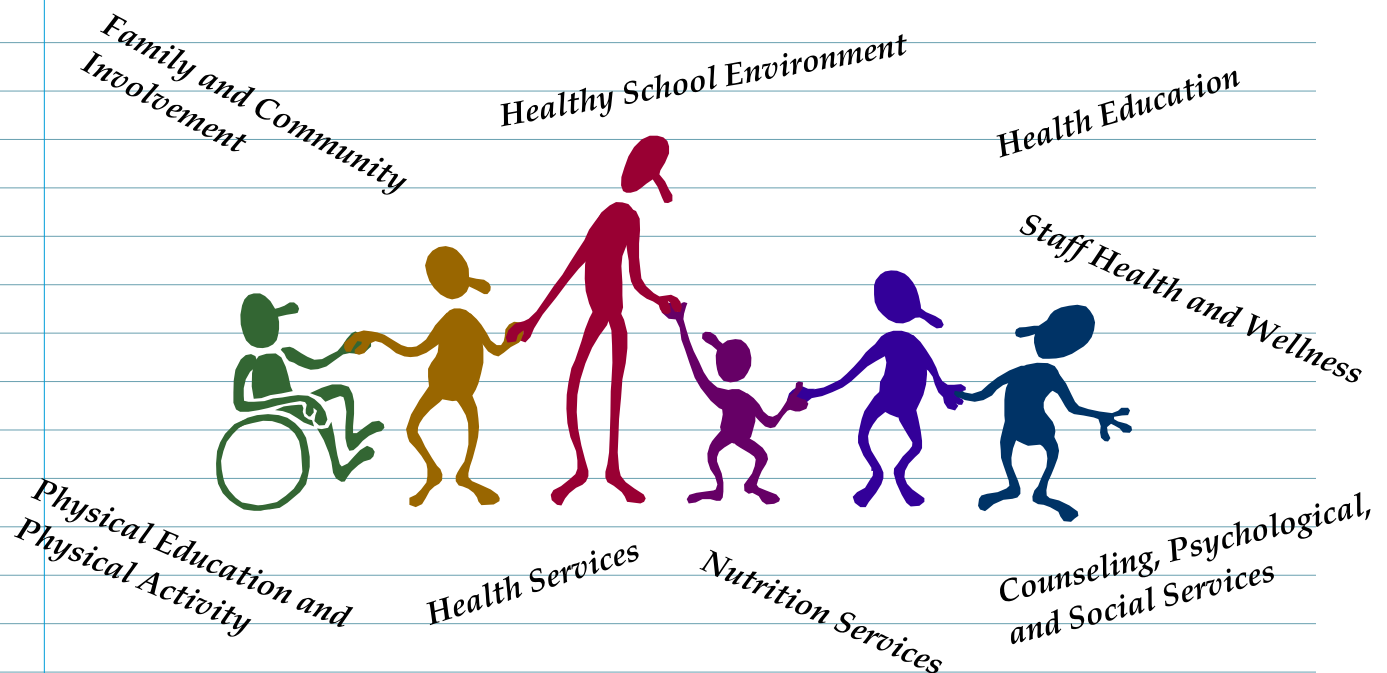 Family and Community
Involvement
Healthy School Environment
Health Education
Staff Health and Wellness
Physical Education and
Physical Activity
Health Services
Nutrition Services
Counseling, Psychological,
and Social Services